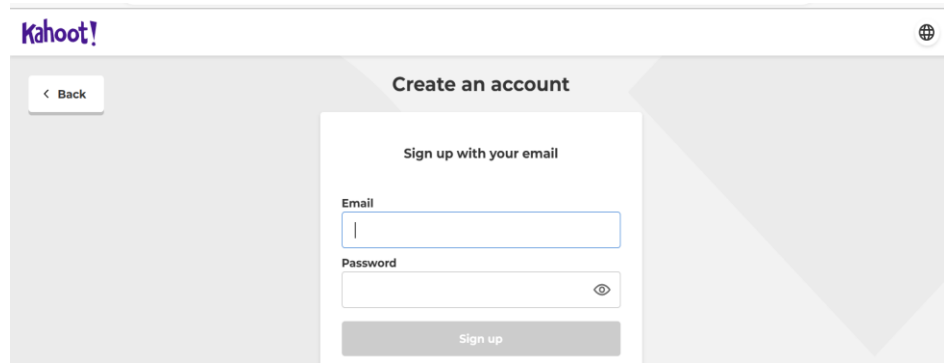 Kahoot!
< Back
Create an account
Sign up with your email
Email
Password
Sign up